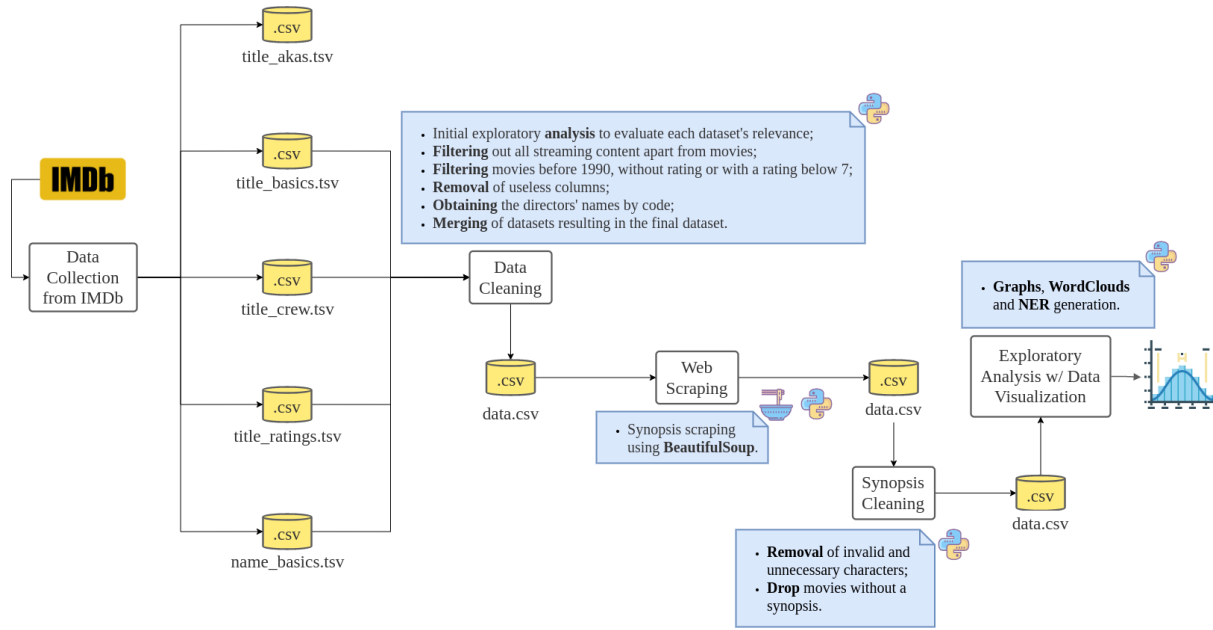 .csv
title_akas.tsv
.csv
title_basics.tsv
IMDb
Data
Collection
from IMDb
.csv
title_crew.tsv
.csv
title_ratings.tsv
.csv
name_basics.tsv
• Initial exploratory analysis to evaluate each dataset's relevance;
• Filtering out all streaming content apart from movies;
• Filtering movies before 1990, without rating or with a rating below 7;
• Removal of useless columns;
• Obtaining the directors' names by code;
• Merging of datasets resulting in the final dataset.
Data
Cleaning
.csv
data.csv
Web
Scraping
• Synopsis scraping
using BeautifulSoup.
.csv
data.csv
Synopsis
Cleaning
• Removal of invalid and
unnecessary characters;
• Drop movies without a
synopsis.
.csv
data.csv
• Graphs, WordClouds
and NER generation.
Exploratory
Analysis w/ Data
Visualization